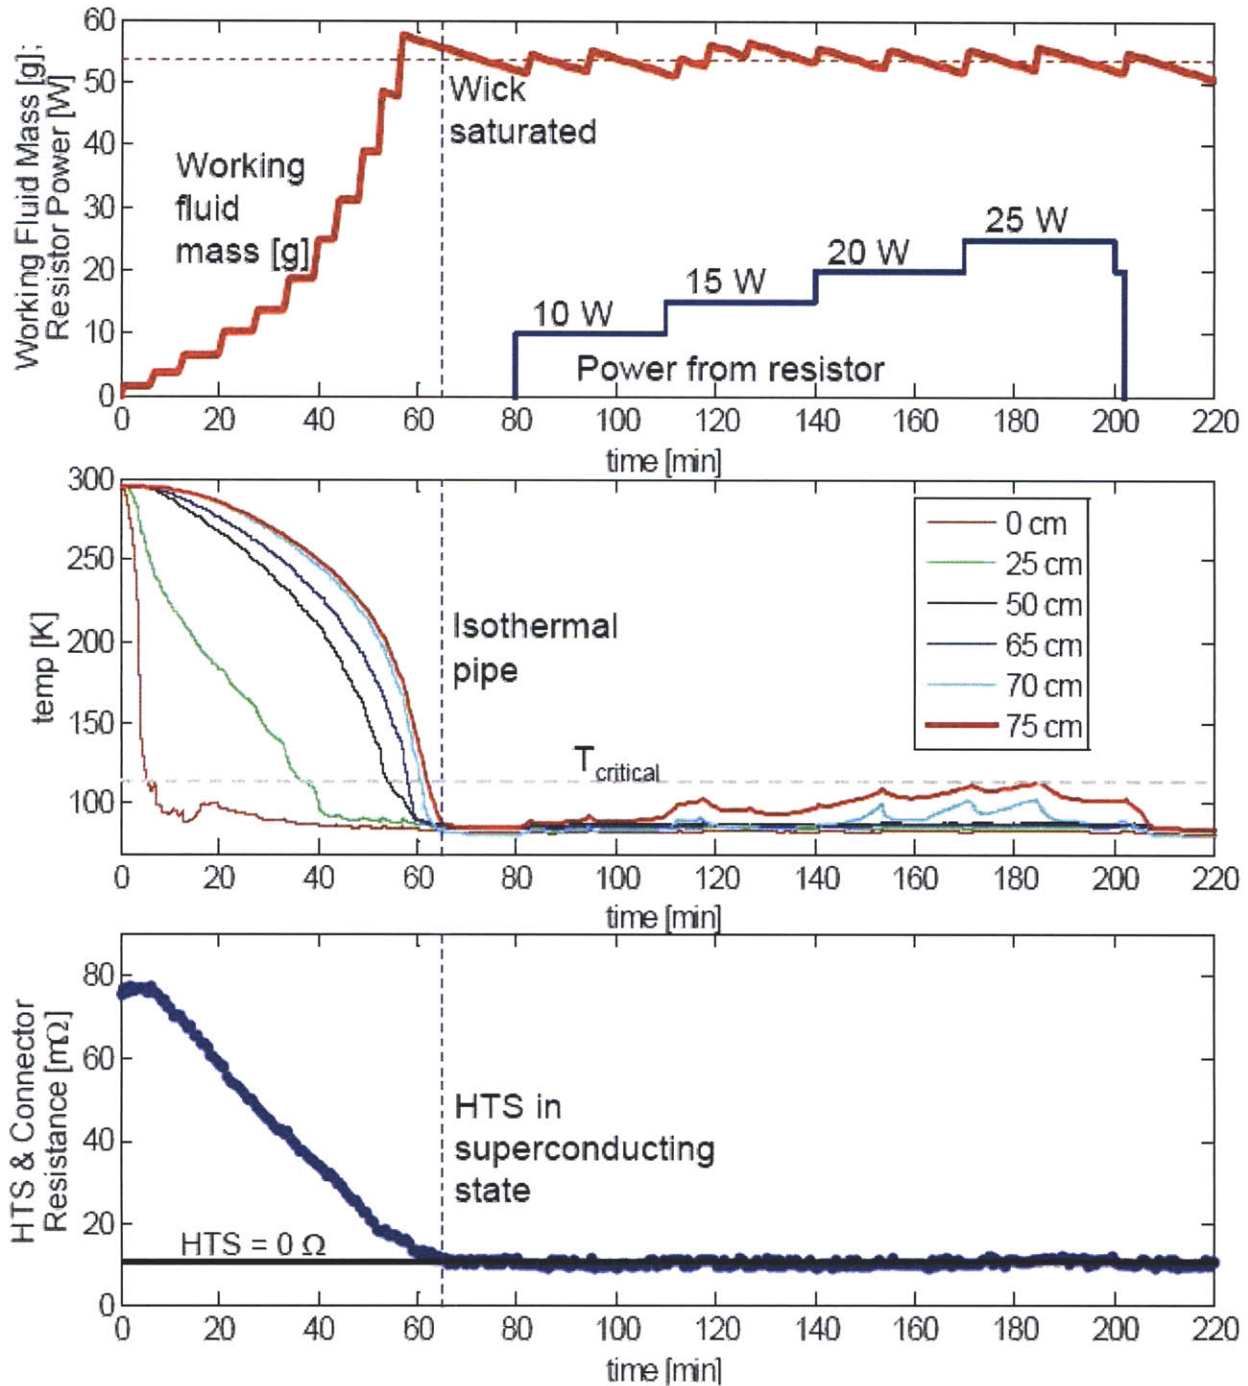 Working Fluid Mass [g];
Resistor Power [W]
60
50
40
30
20
10
0
Working
fluid
mass [g]
Wick
saturated
10 W
15 W
20 W
25 W
Power from resistor
0 20 40 60 80 100 120 140 160 180 200 220
time [min]
temp [K]
300
250
200
150
100
Isothermal
pipe
T critical
0 cm
25 cm
50 cm
65 cm
70 cm
75 cm
0 20 40 60 80 100 120 140 160 180 200 220
time [min]
HTS & Connector
Resistance [mΩ]
80
60
40
20
0
HTS = 0 Ω
HTS in
superconducting
state
0 20 40 60 80 100 120 140 160 180 200 220
time [min]